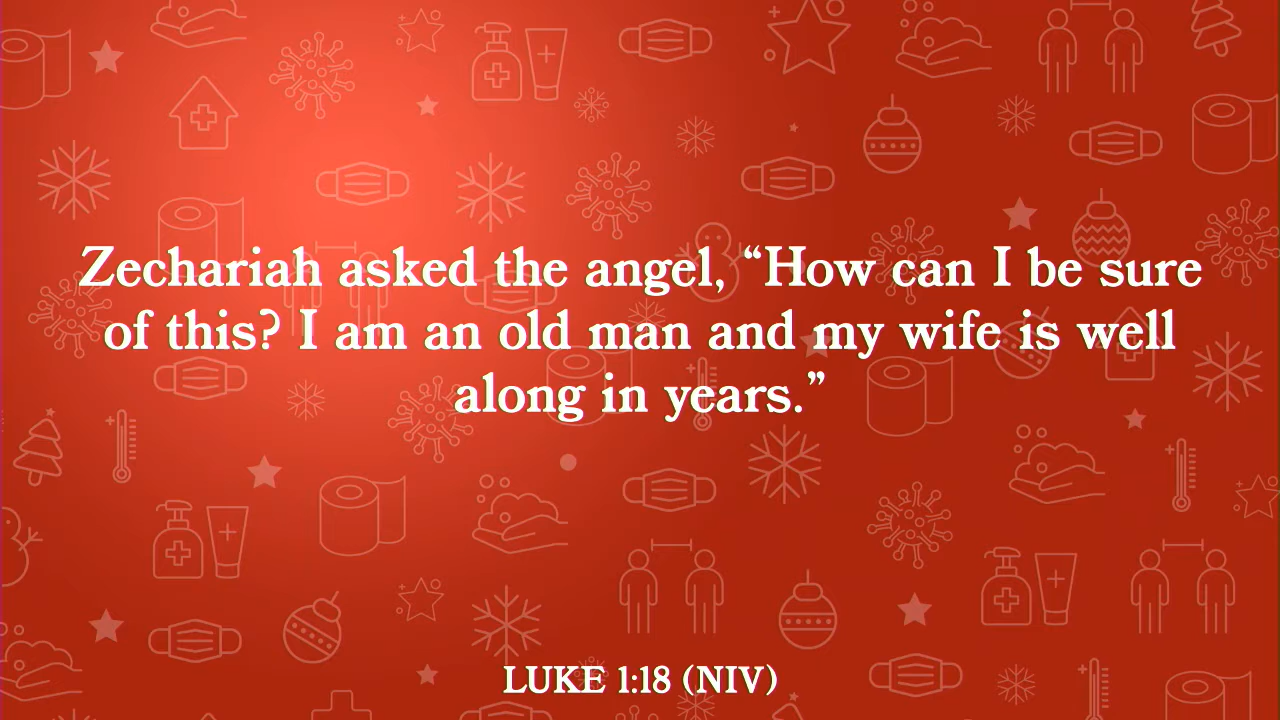 Zechariah asked the angel, “How can I be sure
of this? I am an old man and my wife is well
along in years.”
LUKE 1:18 (NIV)